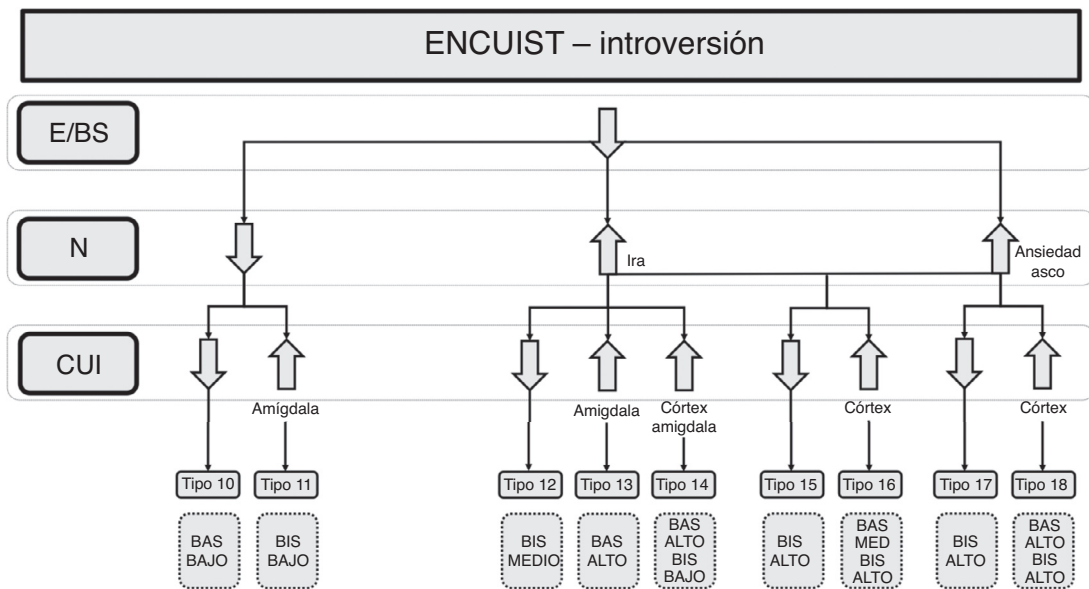 ENCUIST – introversión
E/BS
N
Ira
Ansiedad
asco
CUI
Amígdala
Amigdala
Córtex
amigdala
Córtex
Córtex
Tipo 10
Tipo 11
Tipo 12
Tipo 13
Tipo 14
Tipo 15
Tipo 16
Tipo 17
Tipo 18
BAS
BAJO
BIS
BAJO
BIS
MEDIO
BAS
ALTO
BAS
ALTO
BIS
BAJO
BIS
ALTO
BAS
MED
BIS
ALTO
BIS
ALTO
BAS
ALTO
BIS
ALTO